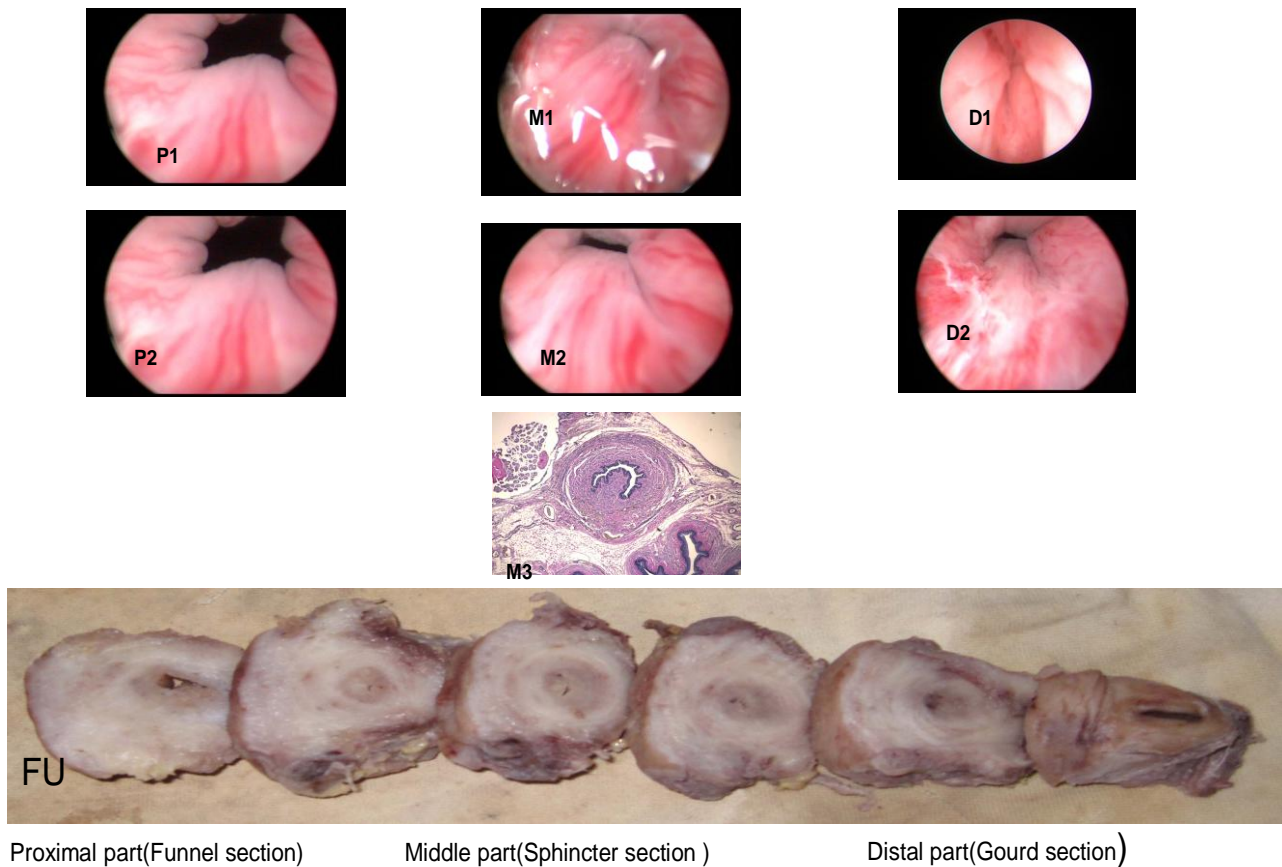 P1
M1
D1
P2
M2
D2
M3
FU
Proximal part(Funnel section)
Middle part(Sphincter section )
Distal part(Gourd section)